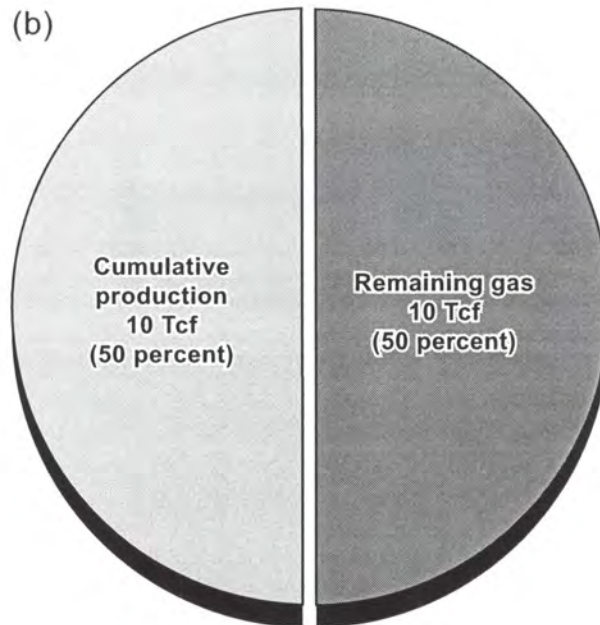 (b)
Cumulative
production
10 Tcf
(50 percent)
Remaining gas
10 Tcf
(50 percent)